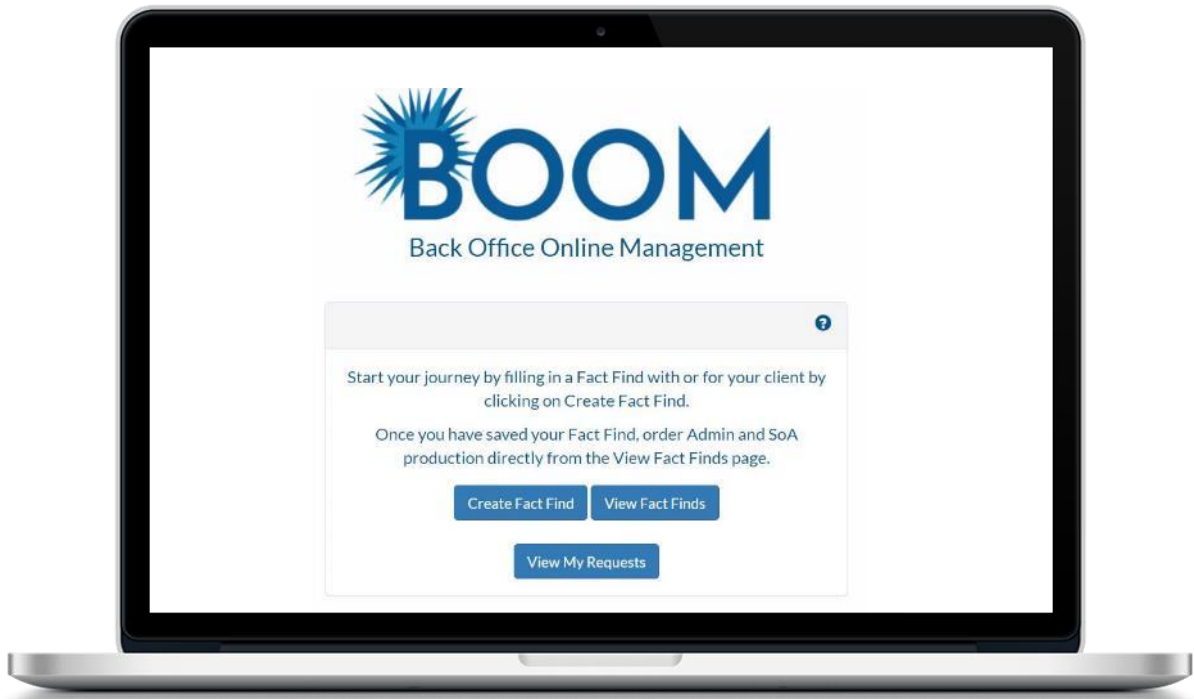 BOOM
Back Office Online Management
?
Start your journey by filling in a Fact Find with or for your client by
clicking on Create Fact Find.
Once you have saved your Fact Find, order Admin and SoA
production directly from the View Fact Finds page.
Create Fact Find View Fact Finds
View My Requests